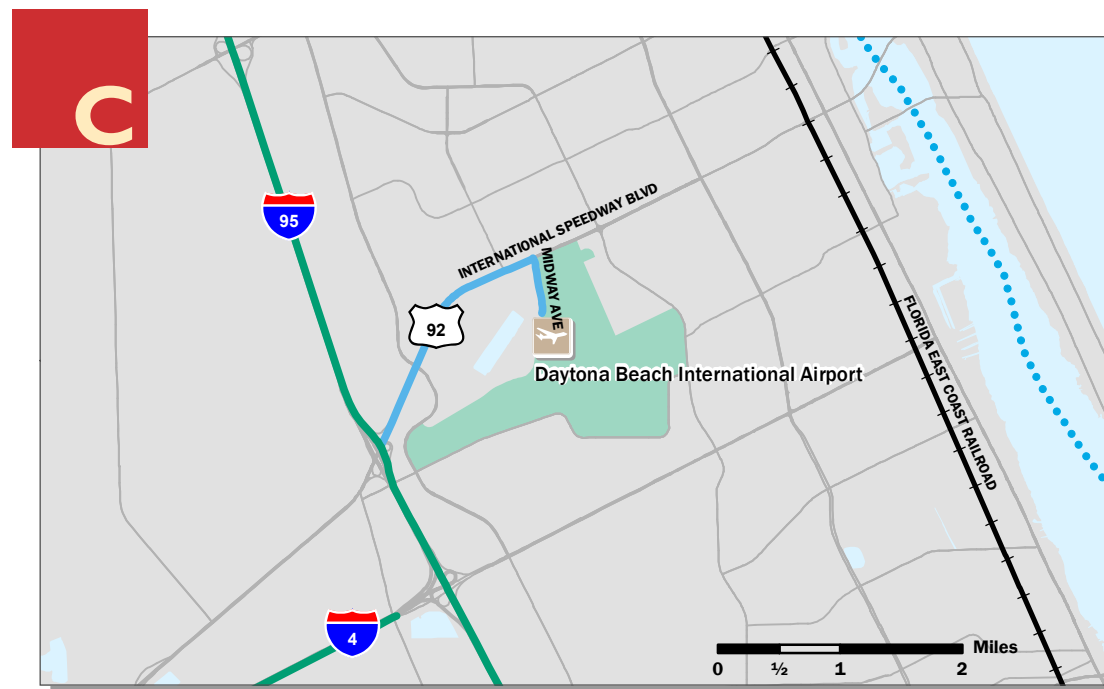 C
95
INTERNATIONAL SPEEDWAY BLVD
MIDWAY AVE
92
Daytona Beach International Airport
FLORIDA EAST COAST RAILROAD
4
Miles
0 ½ 1 2